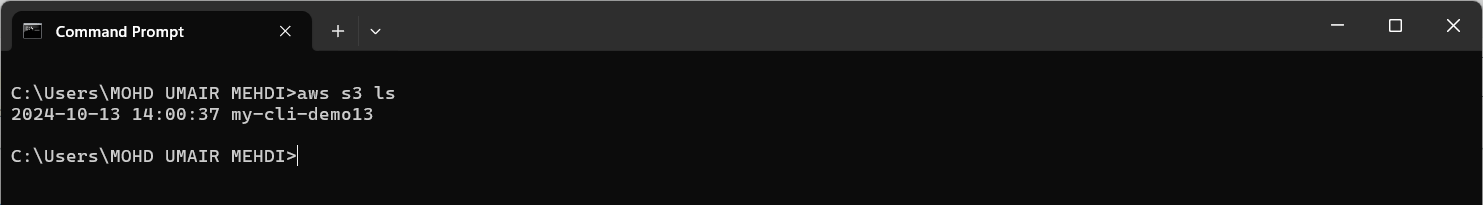 Command Prompt
C:\Users\MOHD UMAIR MEHDI>aws s3 ls
2024-10-13 14:00:37 my-cli-demo13
C:\Users\MOHD UMAIR MEHDI>